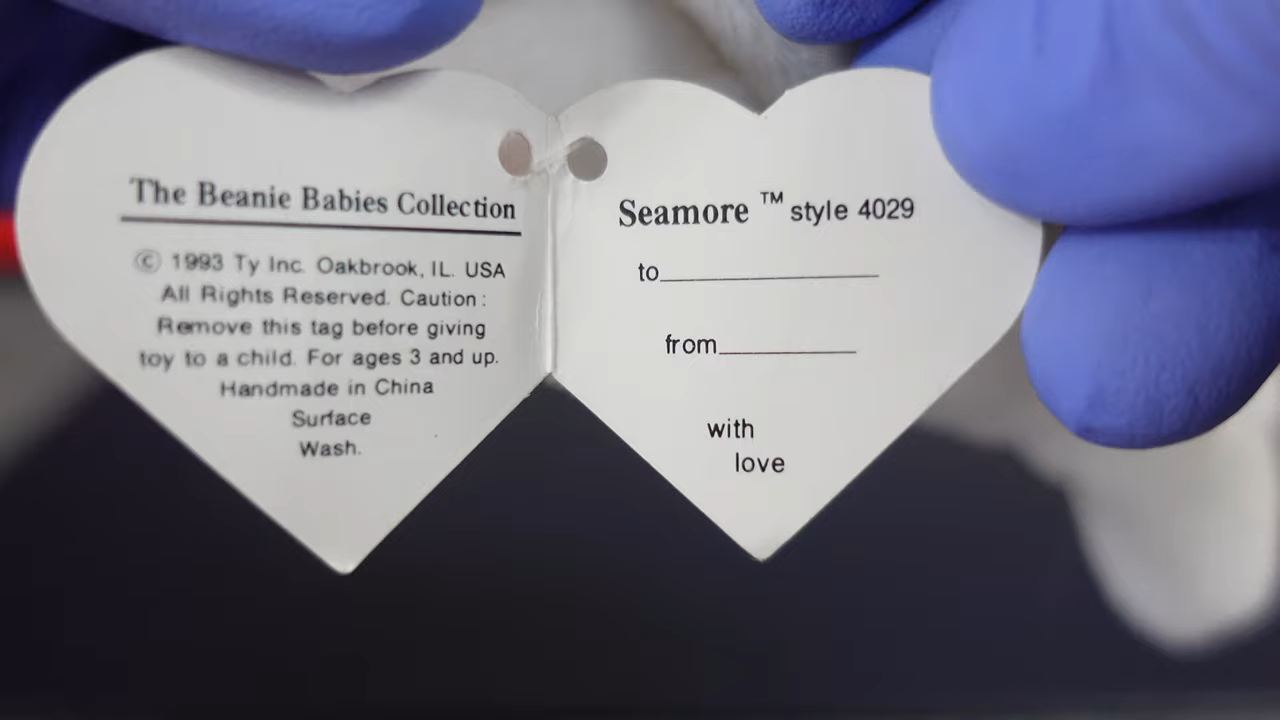 The Beanie Babies Collection
© 1993 Ty Inc. Oakbrook, IL. USA
All Rights Reserved. Caution :
Remove this tag before giving
toy to a child. For ages 3 and up.
Handmade in China
Surface
Wash.
Seamore ™ style 4029
to____________
from____________
with
love